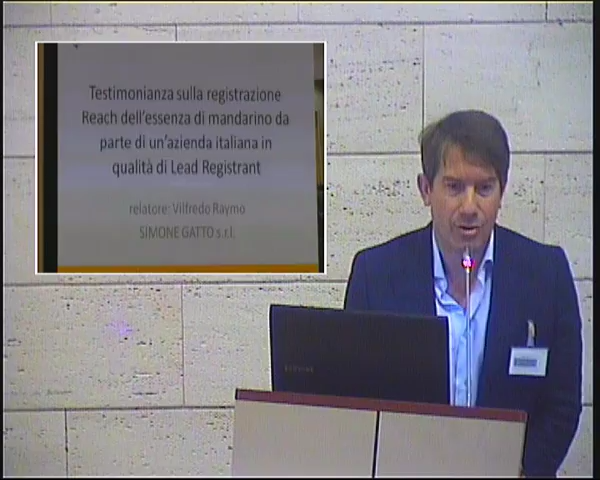 Testimonianza sulla registrazione
Reach dell'essenza di mandarino da
parte di un'azienda italiana in
qualità di Lead Registrant
relatore: Vilfredo Raymo
SIMONE GATTO s.r.l.